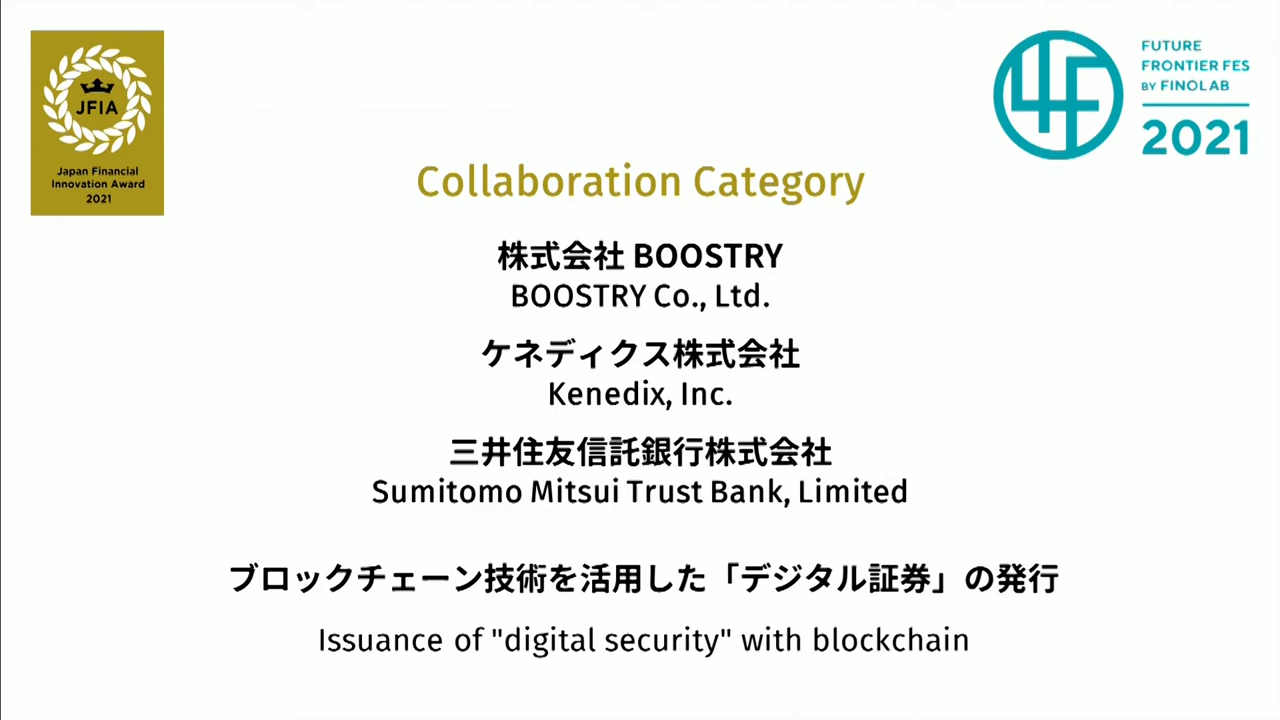 JFIA
Japan Financial
Innovation Award
2021
4F
FUTURE
FRONTIER FES
BY FINOLAB
2021
Collaboration Category
株式会社 BOOSTRY
BOOSTRY Co., Ltd.
ケネディクス株式会社
Kenedix, Inc.
三井住友信託銀行株式会社
Sumitomo Mitsui Trust Bank, Limited
ブロックチェーン技術を活用した「デジタル証券」の発行
Issuance of "digital security" with blockchain